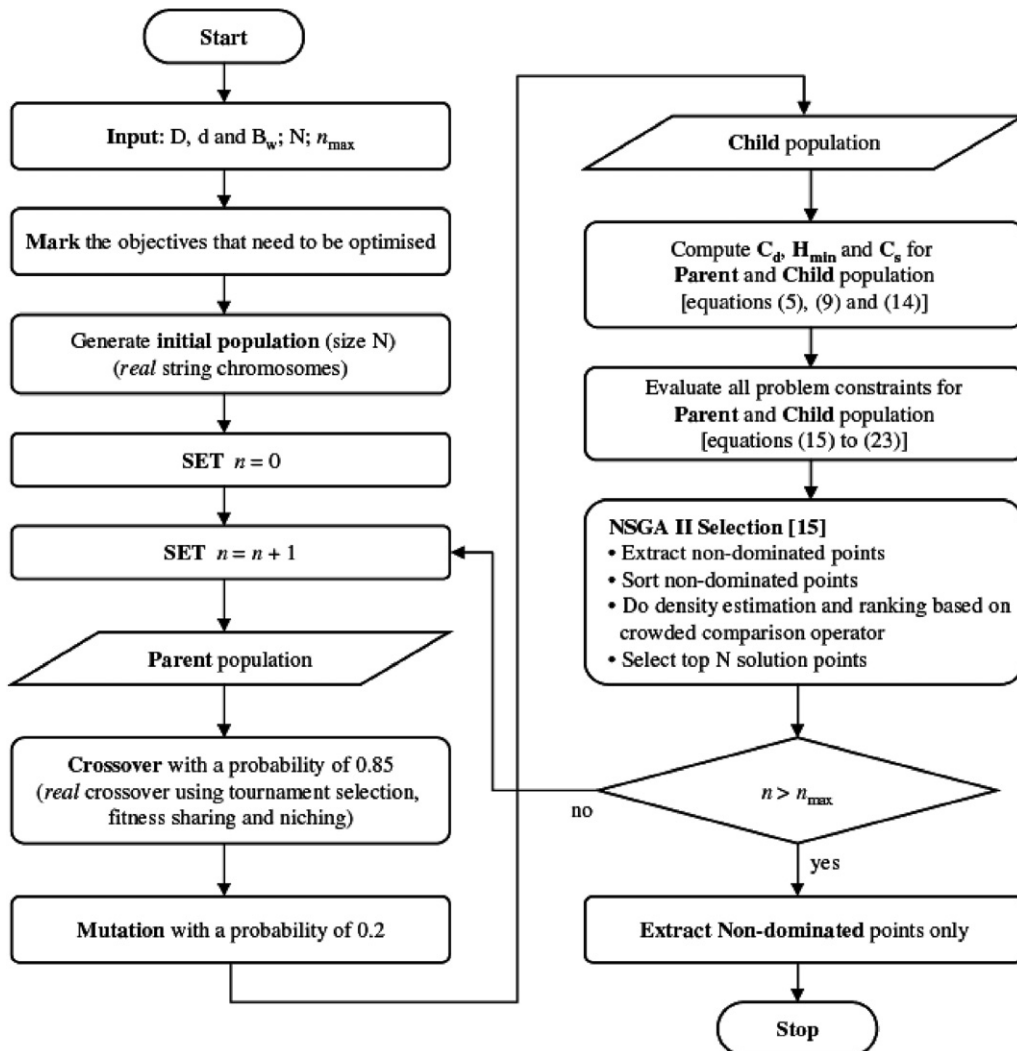 Start
Input: D, d and B_w; N; n_max
Mark the objectives that need to be optimised
Generate initial population (size N)
(real string chromosomes)
SET n = 0
SET n = n + 1
Parent population
Crossover with a probability of 0.85
(real crossover using tournament selection,
fitness sharing and niching)
Mutation with a probability of 0.2
Child population
Compute C_d, H_min and C_s for
Parent and Child population
[equations (5), (9) and (14)]
Evaluate all problem constraints for
Parent and Child population
[equations (15) to (23)]
NSGA II Selection [15]
• Extract non-dominated points
• Sort non-dominated points
• Do density estimation and ranking based on
crowded comparison operator
• Select top N solution points
n > n_max
no
yes
Extract Non-dominated points only
Stop